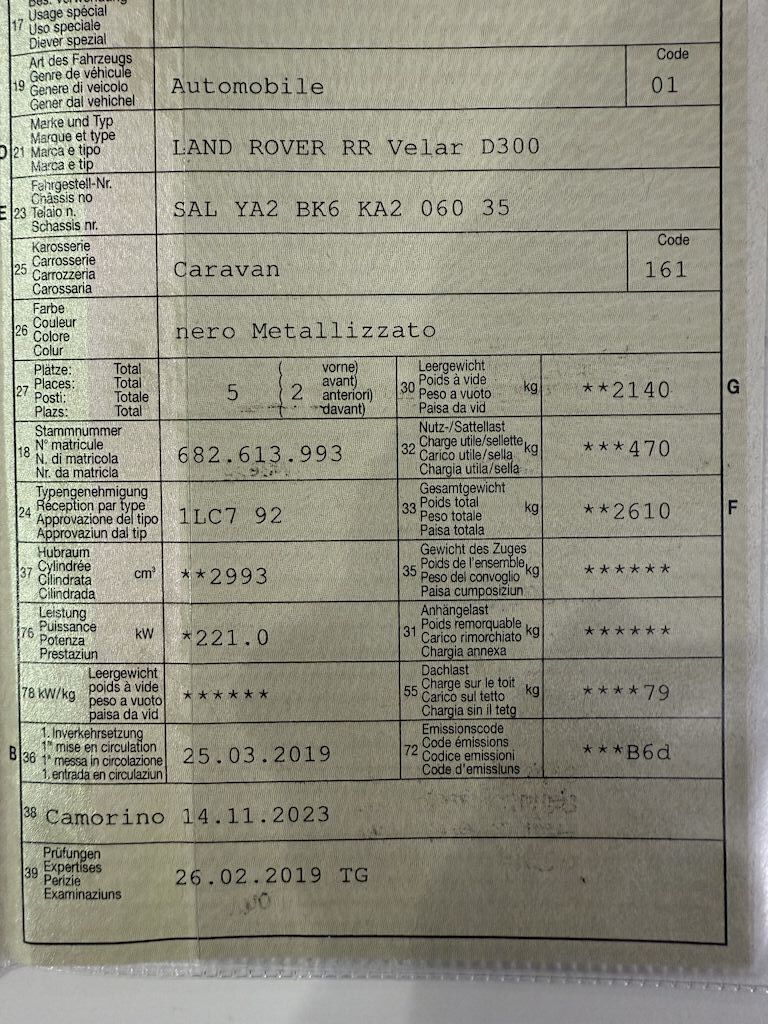 17 Usage spécial
Uso speciale
Diever spezial
19 Art des Fahrzeugs
Genre de véhicule
Genere di veicolo
Gener dal vehichel
Automobile
Code
01
21 Marke und Typ
Marque et type
Marca e tipo
Marca e tip
LAND ROVER RR Velar D300
E 23 Fahrgestell-Nr.
Châssis no
Telaio n.
Schassis nr.
SAL YA2 BK6 KA2 060 35
25 Karosserie
Carrosserie
Carrozzeria
Carossaria
Caravan
Code
161
26 Farbe
Couleur
Colore
Colur
nero Metallizzato
27 Plätze: Total
Places: Total
Posti: Totale
Plazs: Total
5 ( 2 vorne)
avant)
anteriori)
davant)
30 Leergewicht
Poids à vide
Peso a vuoto
Paisa da vid
kg
**2140
G
18 Stammnummer
N° matricule
N. di matricola
Nr. da matricla
682.613.993
32 Nutz-/Sattellast
Charge utile/sellette
Carico utile/sella
Chargia utila/sella
kg
***470
24 Typengenehmigung
Réception par type
Approvazione del tipo
Approvaziun dal tip
1LC7 92
33 Gesamtgewicht
Poids total
Peso totale
Paisa totala
kg
**2610
F
37 Hubraum
Cylindrée
Cilindrata
Cilindrada
cm³
**2993
35 Gewicht des Zuges
Poids de l'ensemble
Peso del convoglio
Paisa cumposiziun
kg
******
76 Leistung
Puissance
Potenza
Prestaziun
kW
*221.0
31 Anhängelast
Poids remorquable
Carico rimorchiato
Chargia annexa
kg
******
78 kW/kg Leergewicht
poids à vide
peso a vuoto
paisa da vid
******
55 Dachlast
Charge sur le toit
Carico sul tetto
Chargia sin il tetg
kg
****79
B 36 1. Inverkehrsetzung
1re mise en circulation
1a messa in circolazione
1. entrada en circulaziun
25.03.2019
72 Emissionscode
Code émissions
Codice emissioni
Code d'emissiuns
***B6d
38 Camorino 14.11.2023
39 Prüfungen
Expertises
Perizie
Examinaziuns
26.02.2019 TG